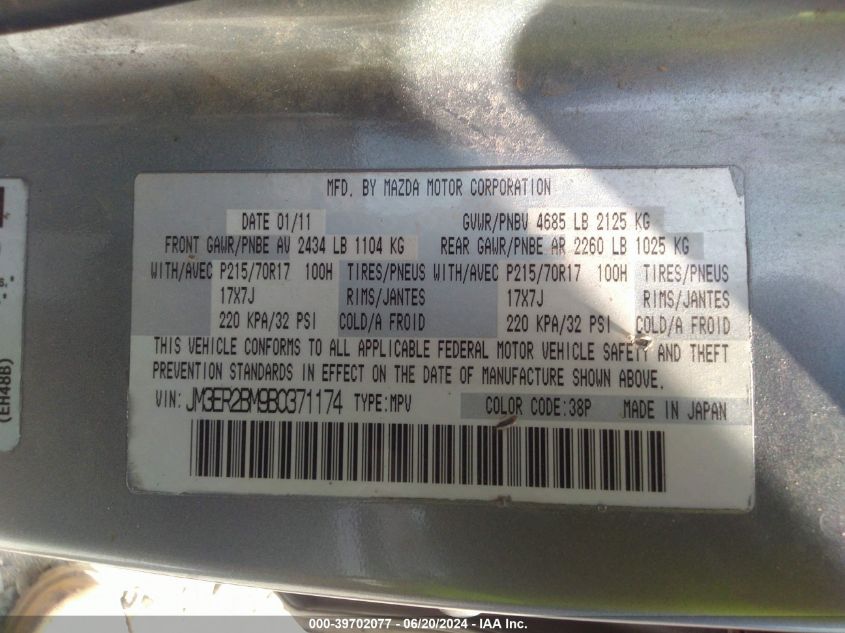 MFD. BY MAZDA MOTOR CORPORATION
DATE 01/11 GVWR/PNBV 4685 LB 2125 KG
FRONT GAWR/PNBE AV 2434 LB 1104 KG REAR GAWR/PNBE AR 2260 LB 1025 KG
WITH/AVEC P215/70R17 100H TIRES/PNEUS WITH/AVEC P215/70R17 100H TIRES/PNEUS
17X7J RIMS/JANTES 17X7J RIMS/JANTES
220 KPA/32 PSI COLD/A FROID 220 KPA/32 PSI COLD/A FROID
THIS VEHICLE CONFORMS TO ALL APPLICABLE FEDERAL MOTOR VEHICLE SAFETY AND THEFT
PREVENTION STANDARDS IN EFFECT ON THE DATE OF MANUFACTURE SHOWN ABOVE.
VIN: JM3ER2BM9B0371174 TYPE:MPV COLOR CODE:38P MADE IN JAPAN
(EH48B)
000-39702077 - 06/20/2024 - IAA Inc.